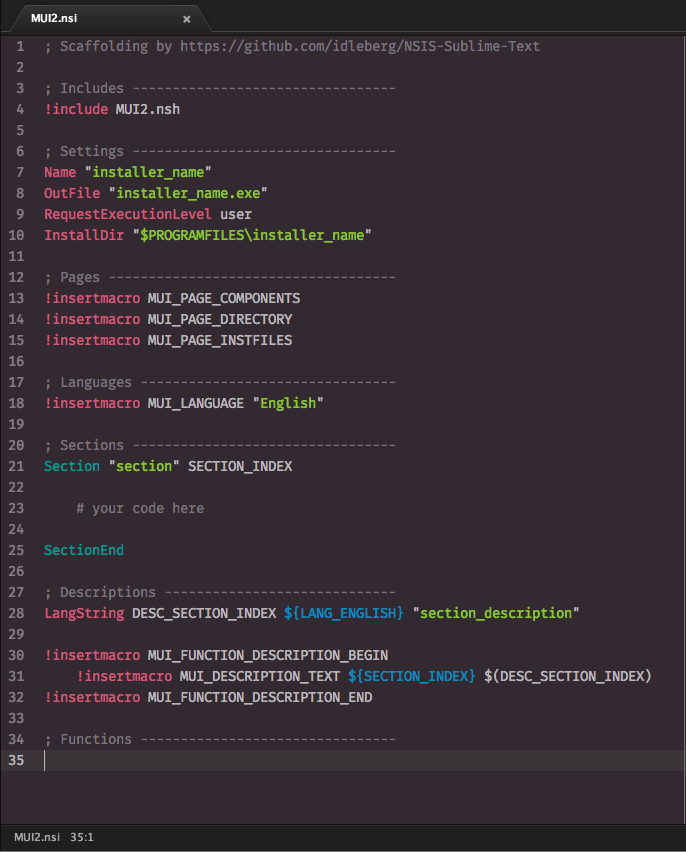 MUI2.nsi ×
1 ; Scaffolding by https://github.com/idleberg/NSIS-Sublime-Text
2
3 ; Includes ---------------------------------
4 !include MUI2.nsh
5
6 ; Settings ---------------------------------
7 Name "installer_name"
8 OutFile "installer_name.exe"
9 RequestExecutionLevel user
10 InstallDir "$PROGRAMFILES\installer_name"
11
12 ; Pages ------------------------------------
13 !insertmacro MUI_PAGE_COMPONENTS
14 !insertmacro MUI_PAGE_DIRECTORY
15 !insertmacro MUI_PAGE_INSTFILES
16
17 ; Languages --------------------------------
18 !insertmacro MUI_LANGUAGE "English"
19
20 ; Sections ---------------------------------
21 Section "section" SECTION_INDEX
22
23     # your code here
24
25 SectionEnd
26
27 ; Descriptions -----------------------------
28 LangString DESC_SECTION_INDEX ${LANG_ENGLISH} "section_description"
29
30 !insertmacro MUI_FUNCTION_DESCRIPTION_BEGIN
31     !insertmacro MUI_DESCRIPTION_TEXT ${SECTION_INDEX} $(DESC_SECTION_INDEX)
32 !insertmacro MUI_FUNCTION_DESCRIPTION_END
33
34 ; Functions --------------------------------
35
MUI2.nsi 35:1